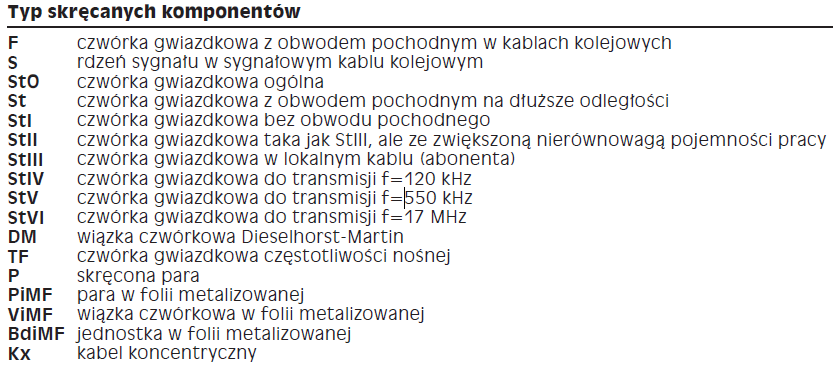 Typ skręcanych komponentów
F czwórka gwiazdkowa z obwodem pochodnym w kablach kolejowych
S rdzeń sygnału w sygnałowym kablu kolejowym
StO czwórka gwiazdkowa ogólna
St czwórka gwiazdkowa z obwodem pochodnym na dłuższe odległości
StI czwórka gwiazdkowa bez obwodu pochodnego
StII czwórka gwiazdkowa taka jak StIII, ale ze zwiększoną nierównowagą pojemności pracy
StIII czwórka gwiazdkowa w lokalnym kablu (abonenta)
StIV czwórka gwiazdkowa do transmisji f=120 kHz
StV czwórka gwiazdkowa do transmisji f=550 kHz
StVI czwórka gwiazdkowa do transmisji f=17 MHz
DM wiązka czwórkowa Dieselhorst-Martin
TF czwórka gwiazdkowa częstotliwości nośnej
P skręcona para
PiMF para w folii metalizowanej
ViMF wiązka czwórkowa w folii metalizowanej
BdiMF jednostka w folii metalizowanej
Kx kabel koncentryczny